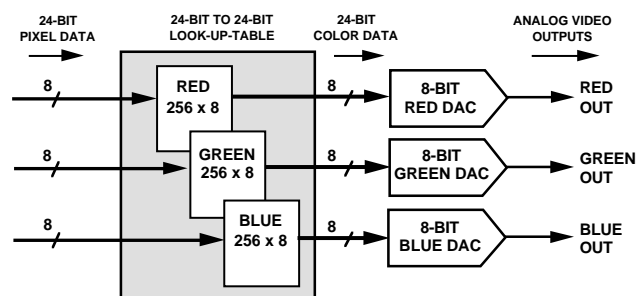 24-BIT
PIXEL DATA
24-BIT TO 24-BIT
LOOK-UP-TABLE
24-BIT
COLOR DATA
ANALOG VIDEO
OUTPUTS
8
RED
256 x 8
8
8-BIT
RED DAC
RED
OUT
8
GREEN
256 x 8
8
8-BIT
GREEN DAC
GREEN
OUT
8
BLUE
256 x 8
8
8-BIT
BLUE DAC
BLUE
OUT